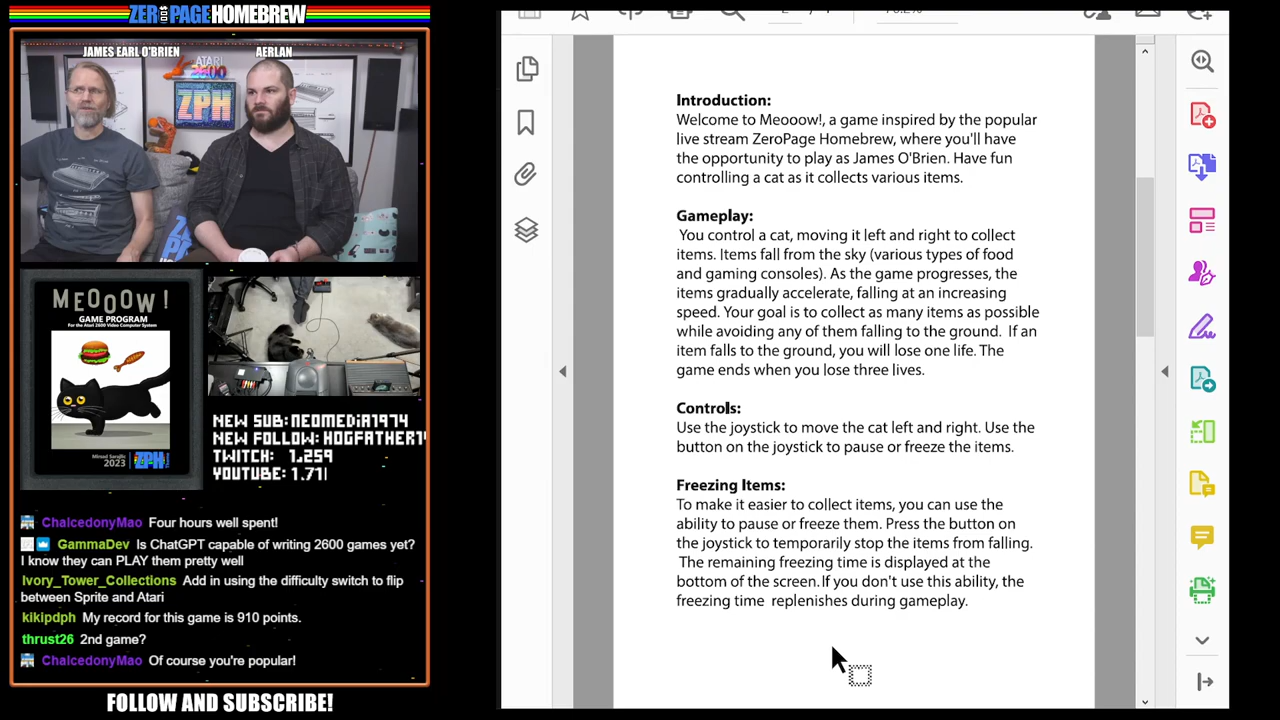 ZEROPAGE HOMEBREW
JAMES EARL O'BRIEN
AERLAN
ATARI
2600
ZPH
MEOOOW!
GAME PROGRAM
For the Atari 2600 Video Computer System
2023
ZPH
NEW SUB: NEOMEDIA1974
NEW FOLLOW: HOGFATHER1
TWITCH: 1,259
YOUTUBE: 1,71
ChalcedonyMao Four hours well spent!
GammaDev Is ChatGPT capable of writing 2600 games yet?
I know they can PLAY them pretty well
Ivory_Tower_Collections Add in using the difficulty switch to flip
between Sprite and Atari
kikipdph My record for this game is 910 points.
thrust26 2nd game?
ChalcedonyMao Of course you're popular!
FOLLOW AND SUBSCRIBE!
Introduction:
Welcome to Meooow!, a game inspired by the popular
live stream ZeroPage Homebrew, where you'll have
the opportunity to play as James O'Brien. Have fun
controlling a cat as it collects various items.
Gameplay:
You control a cat, moving it left and right to collect
items. Items fall from the sky (various types of food
and gaming consoles). As the game progresses, the
items gradually accelerate, falling at an increasing
speed. Your goal is to collect as many items as possible
while avoiding any of them falling to the ground. If an
item falls to the ground, you will lose one life. The
game ends when you lose three lives.
Controls:
Use the joystick to move the cat left and right. Use the
button on the joystick to pause or freeze the items.
Freezing Items:
To make it easier to collect items, you can use the
ability to pause or freeze them. Press the button on
the joystick to temporarily stop the items from falling.
The remaining freezing time is displayed at the
bottom of the screen.If you don't use this ability, the
freezing time replenishes during gameplay.